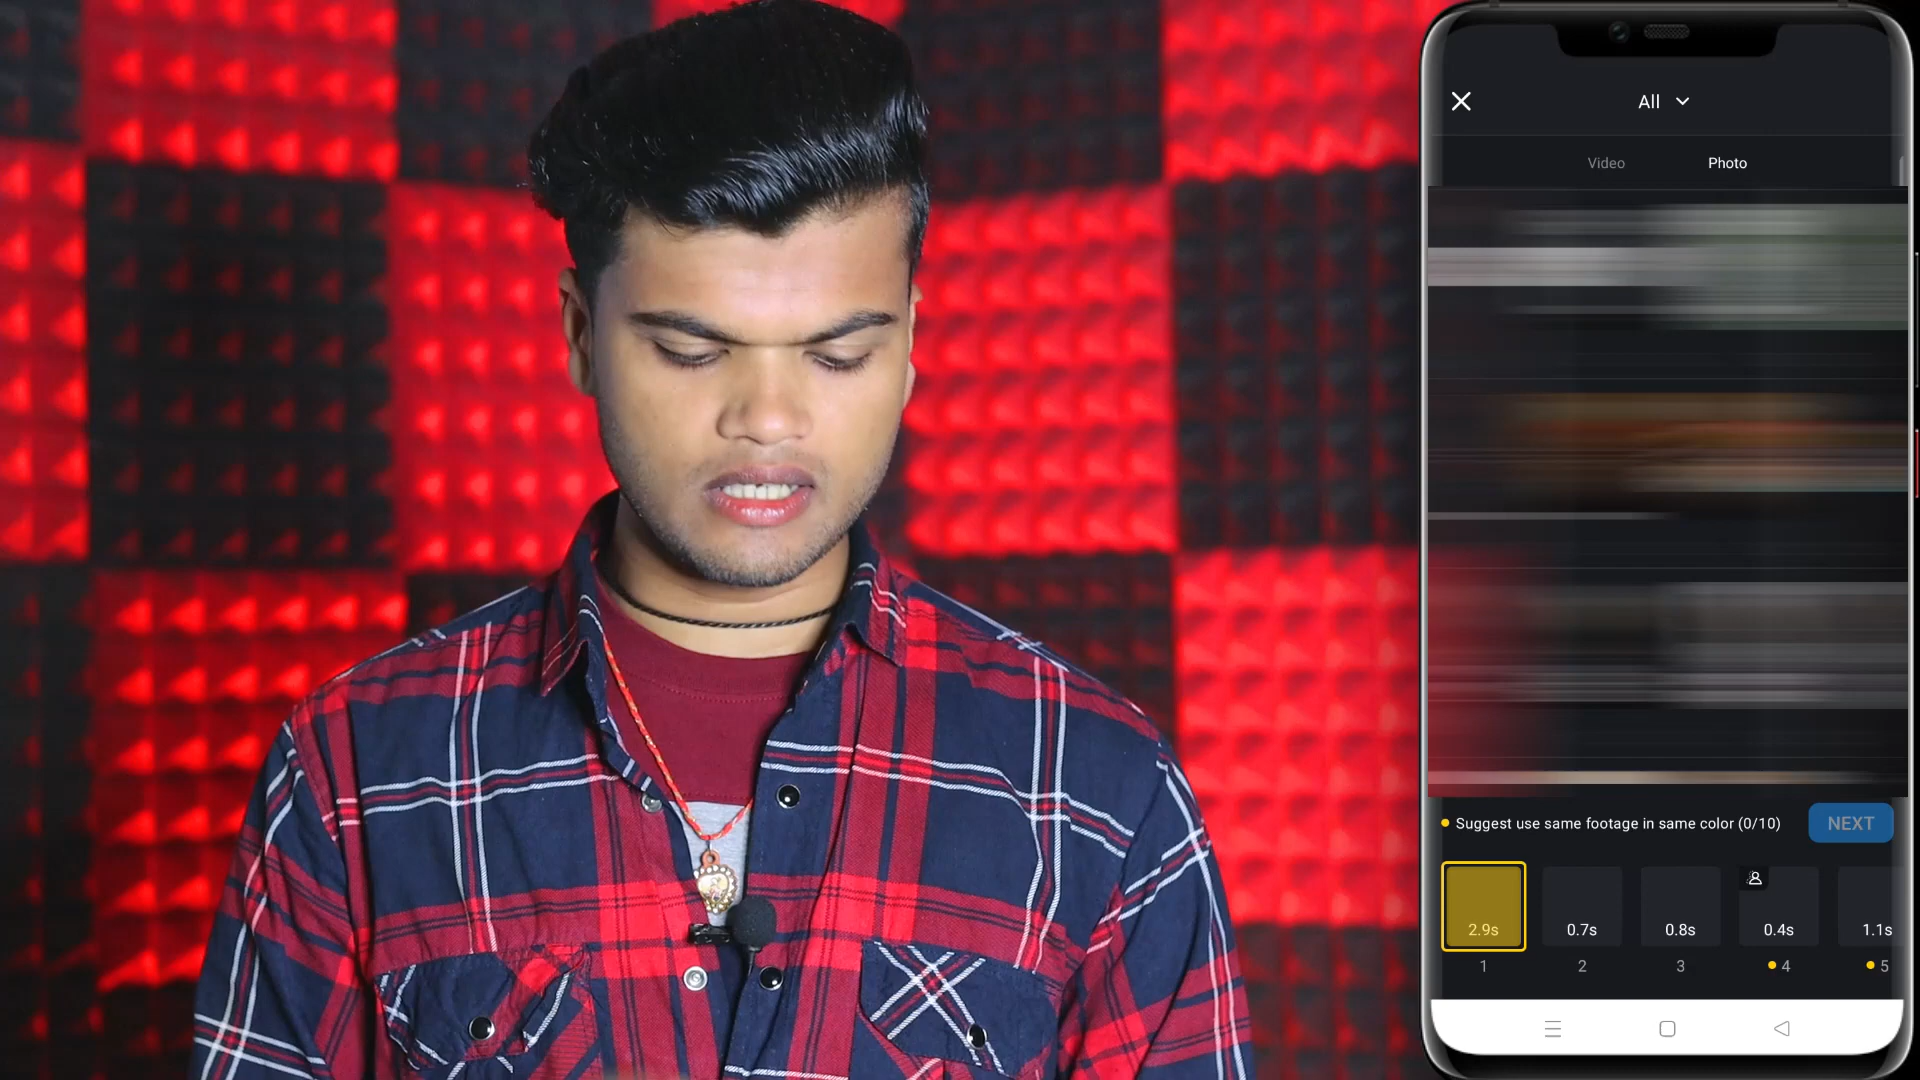 All
Video Photo
Suggest use same footage in same color (0/10) NEXT
2.9s 0.7s 0.8s 0.4s 1.1s
1 2 3 4 5